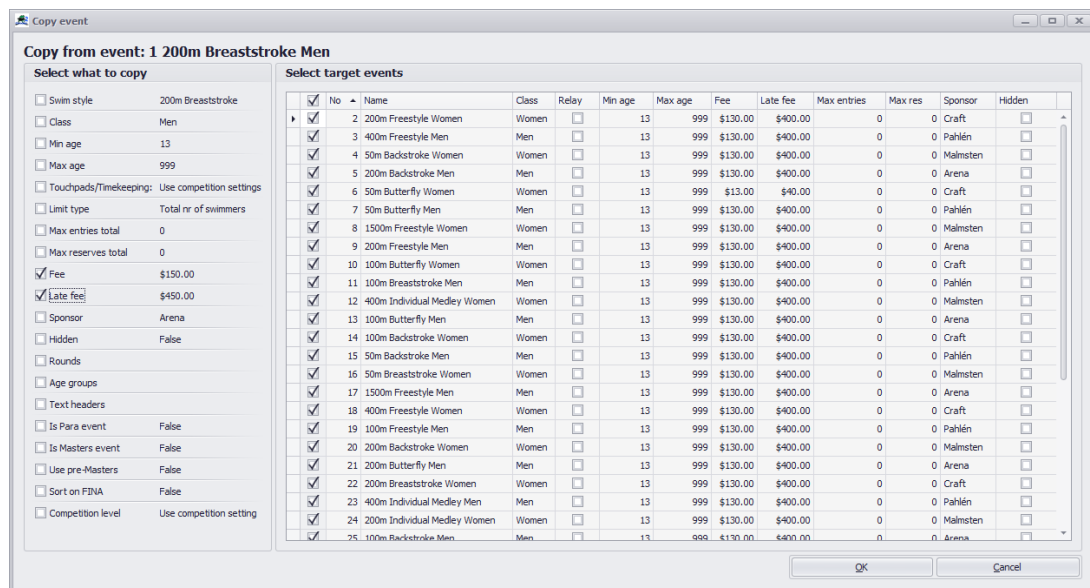 Copy event
Copy from event: 1 200m Breaststroke Men
Select what to copy
Swim style 200m Breaststroke
Class Men
Min age 13
Max age 999
Touchpads/Timekeeping: Use competition settings
Limit type Total nr of swimmers
Max entries total 0
Max reserves total 0
Fee $150.00
Late fee $450.00
Sponsor Arena
Hidden False
Rounds
Age groups
Text headers
Is Para event False
Is Masters event False
Use pre-Masters False
Sort on FINA False
Competition level Use competition setting
Select target events
No Name Class Relay Min age Max age Fee Late fee Max entries Max res Sponsor Hidden
2 200m Freestyle Women Women 13 999 $130.00 $400.00 0 0 Craft
3 400m Freestyle Men Men 13 999 $130.00 $400.00 0 0 Pahlén
4 50m Backstroke Women Women 13 999 $130.00 $400.00 0 0 Malmsten
5 200m Backstroke Men Men 13 999 $130.00 $400.00 0 0 Arena
6 50m Butterfly Women Women 13 999 $13.00 $40.00 0 0 Craft
7 50m Butterfly Men Men 13 999 $130.00 $400.00 0 0 Pahlén
8 1500m Freestyle Women Women 13 999 $130.00 $400.00 0 0 Malmsten
9 200m Freestyle Men Men 13 999 $130.00 $400.00 0 0 Arena
10 100m Butterfly Women Women 13 999 $130.00 $400.00 0 0 Craft
11 100m Breaststroke Men Men 13 999 $130.00 $400.00 0 0 Pahlén
12 400m Individual Medley Women Women 13 999 $130.00 $400.00 0 0 Malmsten
13 100m Butterfly Men Men 13 999 $130.00 $400.00 0 0 Arena
14 100m Backstroke Women Women 13 999 $130.00 $400.00 0 0 Craft
15 50m Backstroke Men Men 13 999 $130.00 $400.00 0 0 Pahlén
16 50m Breaststroke Women Women 13 999 $130.00 $400.00 0 0 Malmsten
17 1500m Freestyle Men Men 13 999 $130.00 $400.00 0 0 Arena
18 400m Freestyle Women Women 13 999 $130.00 $400.00 0 0 Craft
19 100m Freestyle Men Men 13 999 $130.00 $400.00 0 0 Pahlén
20 200m Backstroke Women Women 13 999 $130.00 $400.00 0 0 Malmsten
21 200m Butterfly Men Men 13 999 $130.00 $400.00 0 0 Arena
22 200m Breaststroke Women Women 13 999 $130.00 $400.00 0 0 Craft
23 400m Individual Medley Men Men 13 999 $130.00 $400.00 0 0 Pahlén
24 200m Individual Medley Women Women 13 999 $130.00 $400.00 0 0 Malmsten
25 100m Breaststroke Men Men 13 999 $130.00 $400.00 0 0 Arena
OK
Cancel